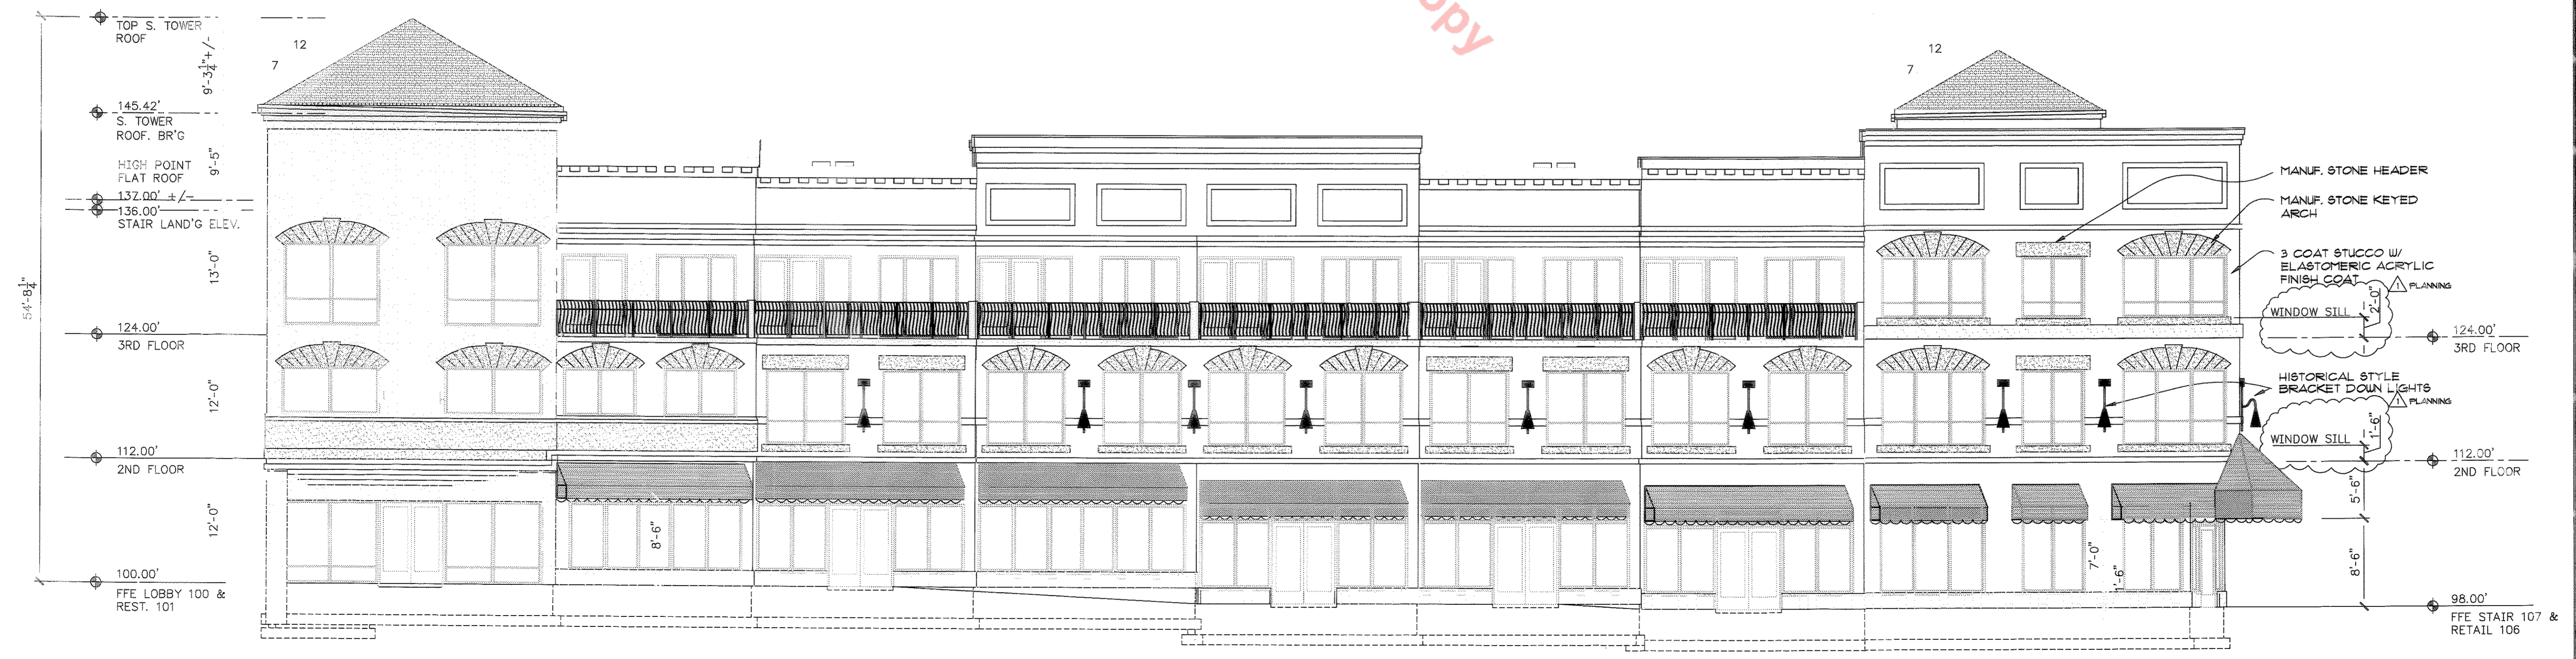 opy
TOP S. TOWER
ROOF
9'-3¼"+/-
12
7
145.42'
S. TOWER
ROOF. BR'G
9'-5"
HIGH POINT
FLAT ROOF
137.00' +/-
136.00'
STAIR LAND'G ELEV.
13'-0"
54'-8¼"
124.00'
3RD FLOOR
12'-0"
112.00'
2ND FLOOR
12'-0"
100.00'
FFE LOBBY 100 &
REST. 101
8'-6"
12
7
MANUF. STONE HEADER
MANUF. STONE KEYED
ARCH
3 COAT STUCCO W/
ELASTOMERIC ACRYLIC
FINISH COAT
1 PLANNING
WINDOW SILL
2'-0"
124.00'
3RD FLOOR
HISTORICAL STYLE
BRACKET DOWN LIGHTS
1 PLANNING
WINDOW SILL
1'-6"
112.00'
2ND FLOOR
5'-6"
7'-0"
1'-6"
8'-6"
98.00'
FFE STAIR 107 &
RETAIL 106